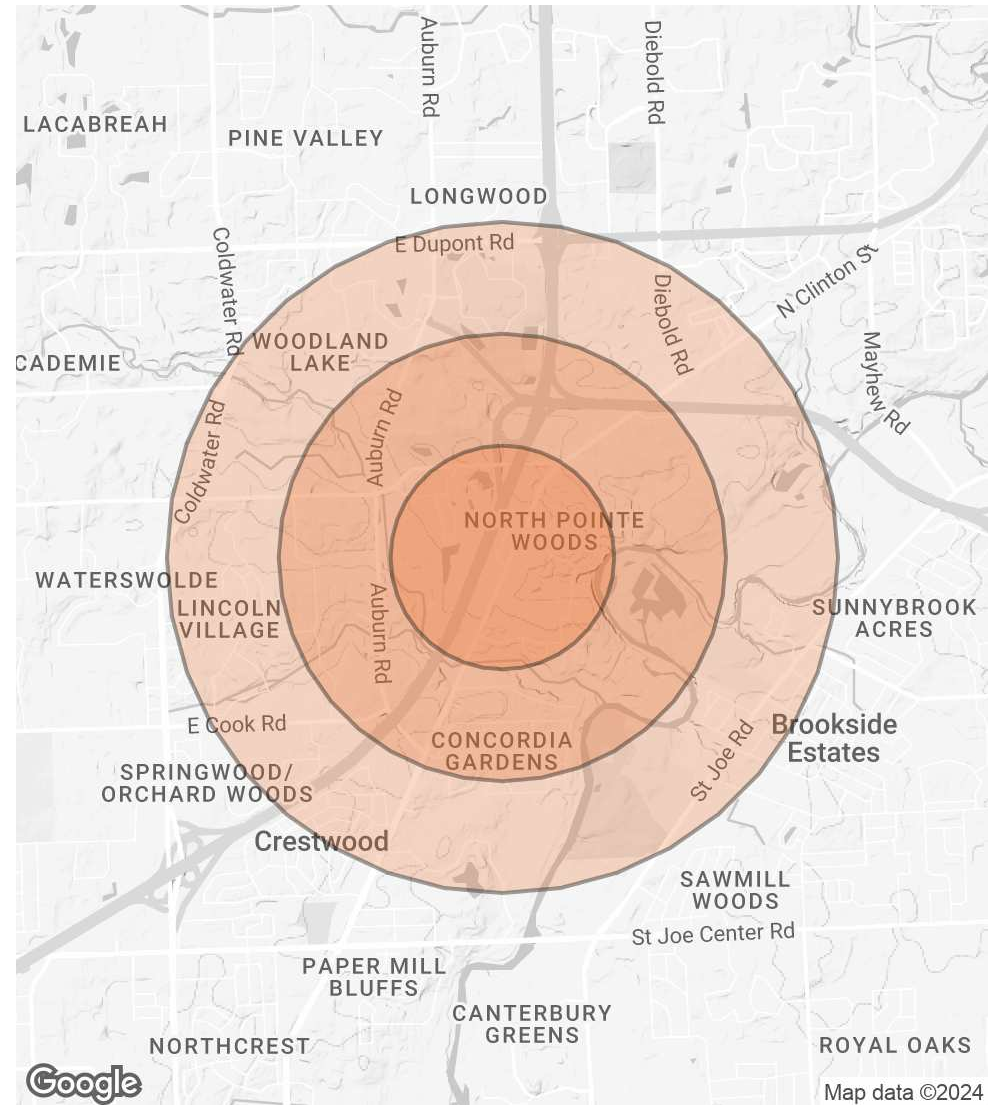 Auburn Rd
Diebold Rd
LACABREAH
PINE VALLEY
LONGWOOD
E Dupont Rd
Coldwater Rd
N Clinton St
Diebold Rd
WOODLAND
LAKE
CADEMIE
Mayhew Rd
Auburn Rd
Coldwater Rd
NORTH POINTE
WOODS
WATERSWOLDE
LINCOLN
VILLAGE
Auburn Rd
SUNNYBROOK
ACRES
E Cook Rd
Brookside
Estates
CONCORDIA
GARDENS
St Joe Rd
SPRINGWOOD/
ORCHARD WOODS
Crestwood
SAWMILL
WOODS
St Joe Center Rd
PAPER MILL
BLUFFS
CANTERBURY
GREENS
NORTHCREST
ROYAL OAKS
Google
Map data ©2024